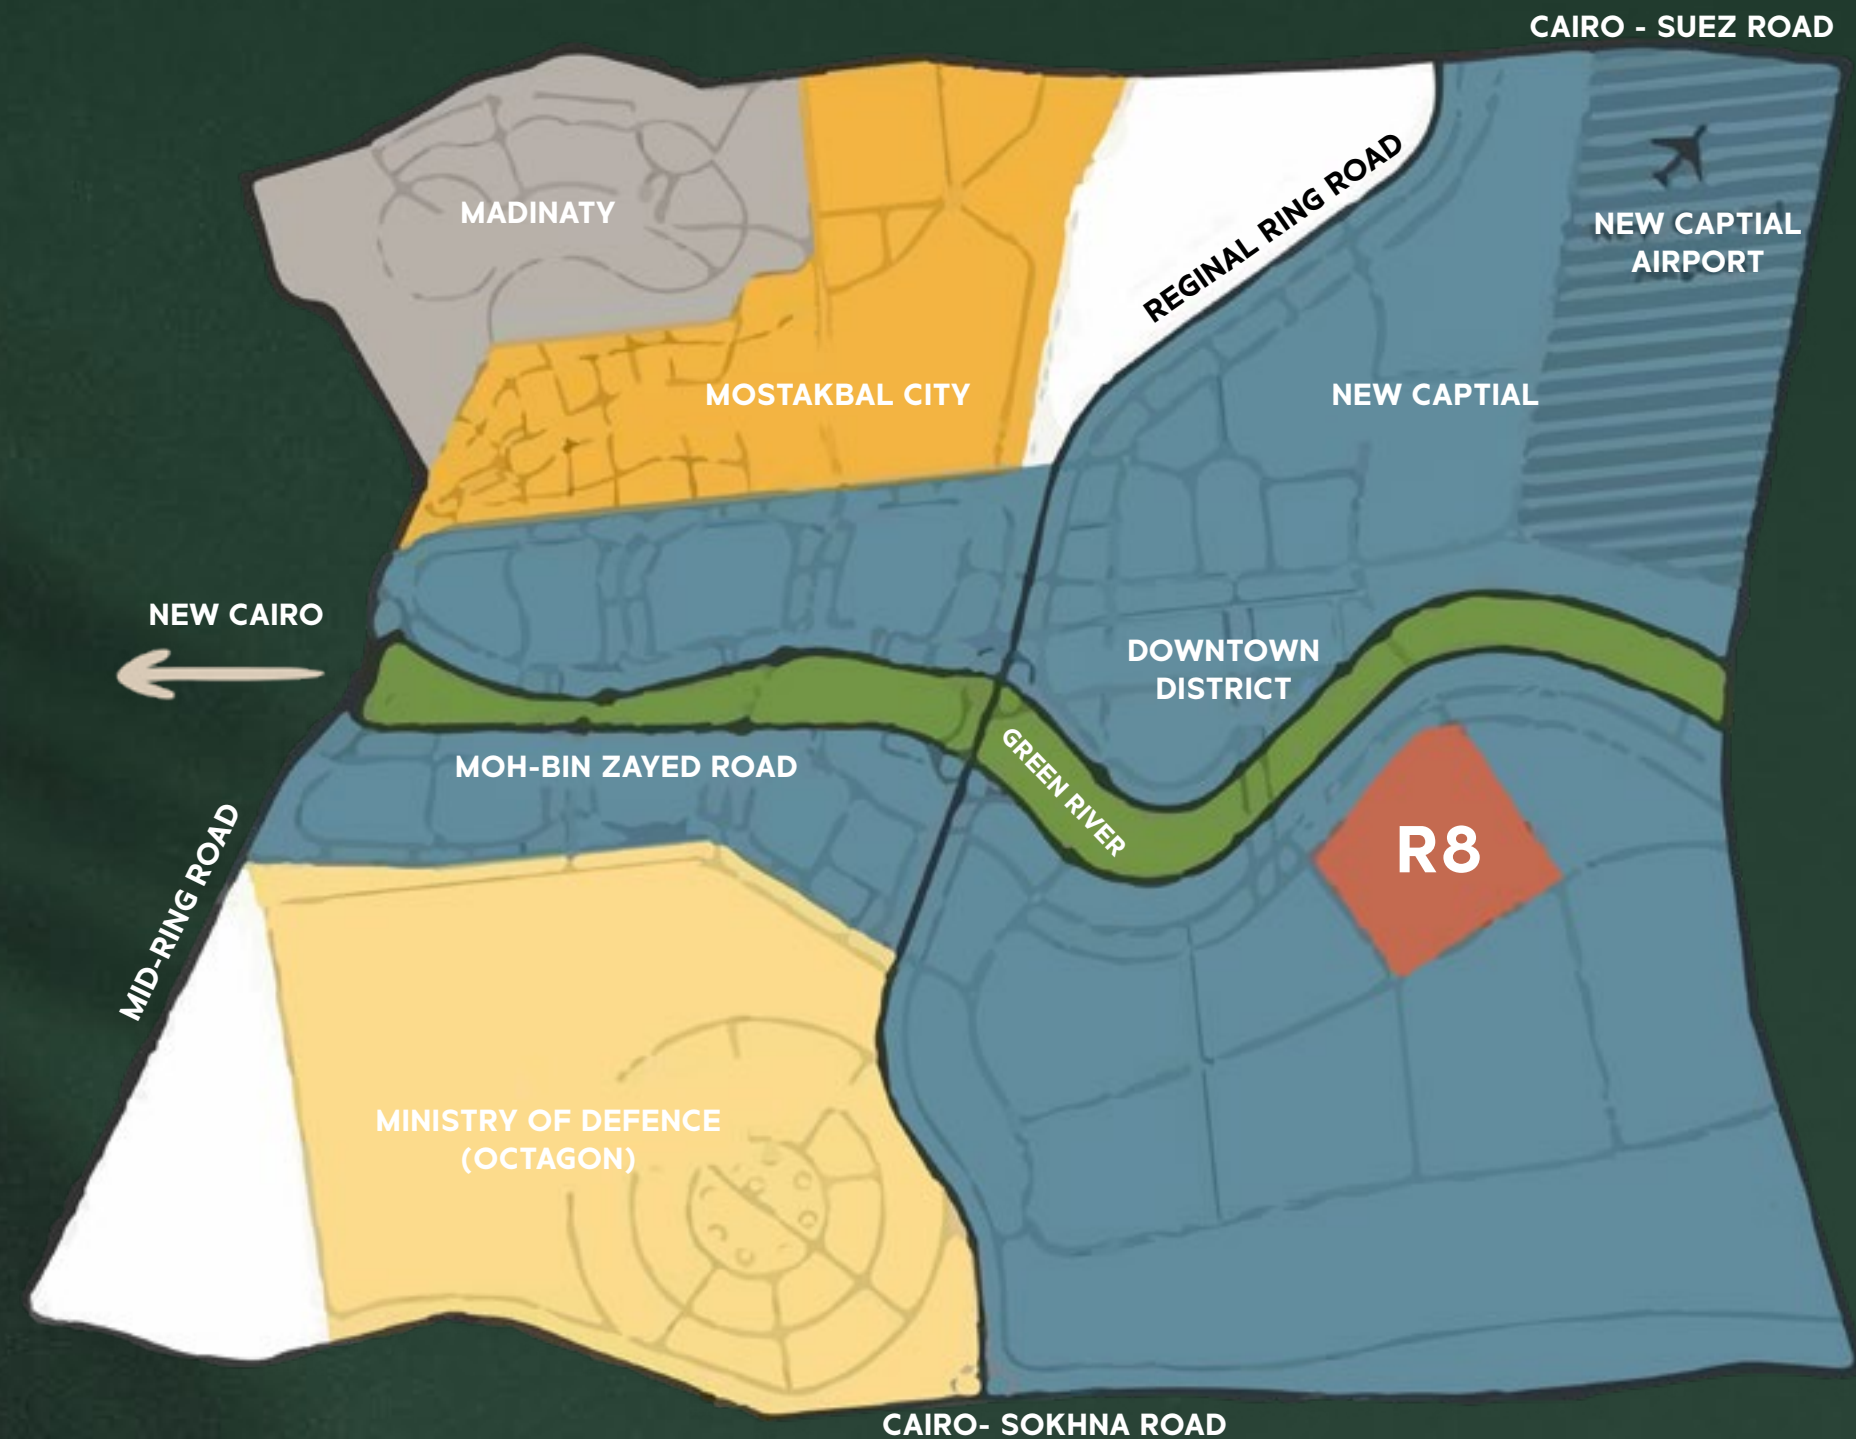 CAIRO - SUEZ ROAD
MADINATY
REGINAL RING ROAD
NEW CAPTIAL
AIRPORT
MOSTAKBAL CITY
NEW CAPTIAL
NEW CAIRO
DOWNTOWN
DISTRICT
MOH-BIN ZAYED ROAD
GREEN RIVER
R8
MID-RING ROAD
MINISTRY OF DEFENCE
(OCTAGON)
CAIRO- SOKHNA ROAD